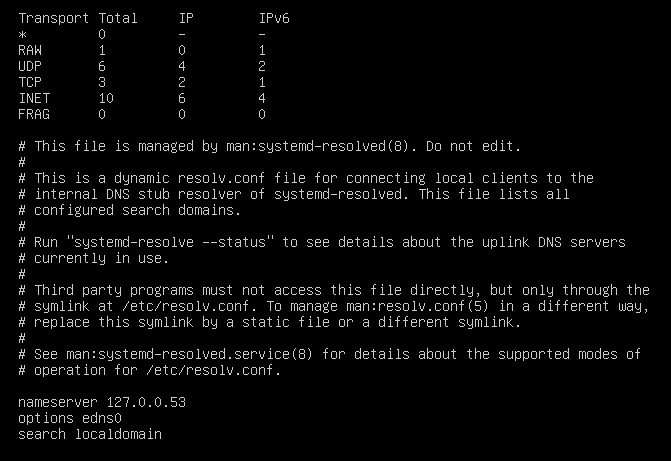 Transport Total IP IPv6
* 0 - -
RAW 1 0 1
UDP 6 4 2
TCP 3 2 1
INET 10 6 4
FRAG 0 0 0
# This file is managed by man:systemd-resolved(8). Do not edit.
#
# This is a dynamic resolv.conf file for connecting local clients to the
# internal DNS stub resolver of systemd-resolved. This file lists all
# configured search domains.
#
# Run "systemd-resolve --status" to see details about the uplink DNS servers
# currently in use.
#
# Third party programs must not access this file directly, but only through the
# symlink at /etc/resolv.conf. To manage man:resolv.conf(5) in a different way,
# replace this symlink by a static file or a different symlink.
#
# See man:systemd-resolved.service(8) for details about the supported modes of
# operation for /etc/resolv.conf.
nameserver 127.0.0.53
options edns0
search localdomain